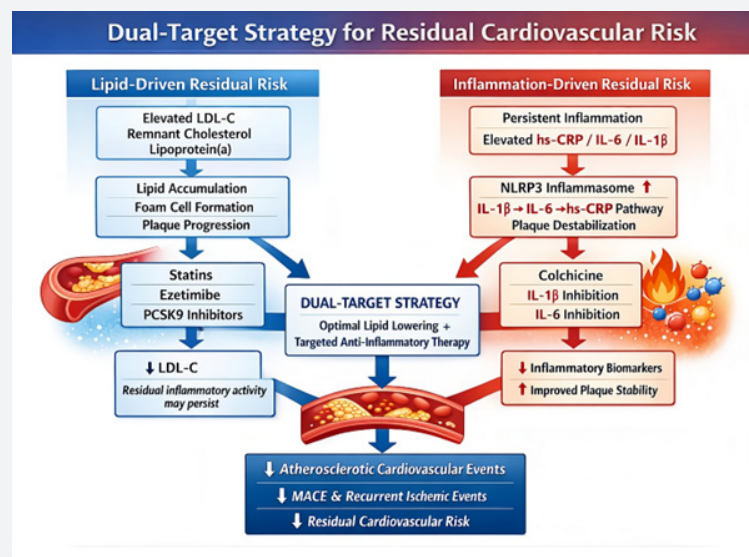 Dual-Target Strategy for Residual Cardiovascular Risk
Lipid-Driven Residual Risk
Elevated LDL-C
Remnant Cholesterol
Lipoprotein(a)
Lipid Accumulation
Foam Cell Formation
Plaque Progression
Statins
Ezetimibe
PCSK9 Inhibitors
↓ LDL-C
Residual inflammatory activity
may persist
Inflammation-Driven Residual Risk
Persistent Inflammation
Elevated hs-CRP / IL-6 / IL-1β
NLRP3 Inflammasome ↑
IL-1β → IL-6 → hs-CRP Pathway
Plaque Destabilization
Colchicine
IL-1β Inhibition
IL-6 Inhibition
↓ Inflammatory Biomarkers
↑ Improved Plaque Stability
DUAL-TARGET STRATEGY
Optimal Lipid Lowering +
Targeted Anti-Inflammatory Therapy
↓ Atherosclerotic Cardiovascular Events
↓ MACE & Recurrent Ischemic Events
↓ Residual Cardiovascular Risk